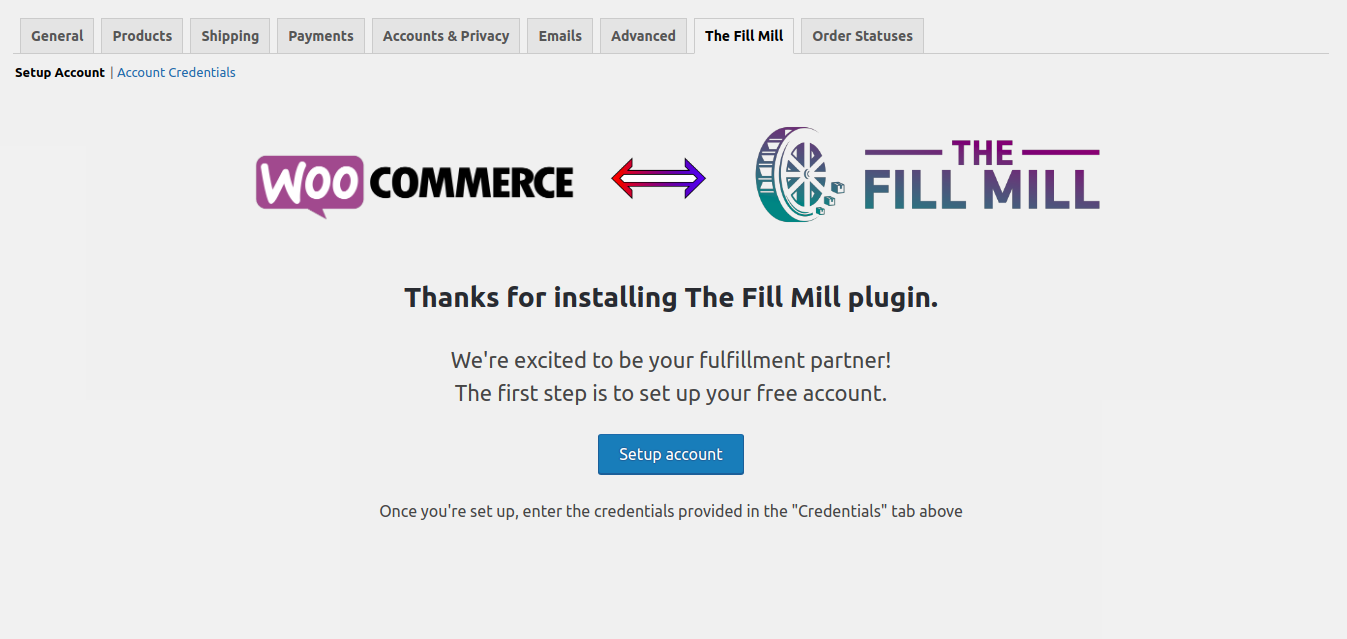 General Products Shipping Payments Accounts & Privacy Emails Advanced The Fill Mill Order Statuses
Setup Account | Account Credentials
WOO COMMERCE
THE
FILL MILL
Thanks for installing The Fill Mill plugin.
We're excited to be your fulfillment partner!
The first step is to set up your free account.
Setup account
Once you're set up, enter the credentials provided in the "Credentials" tab above